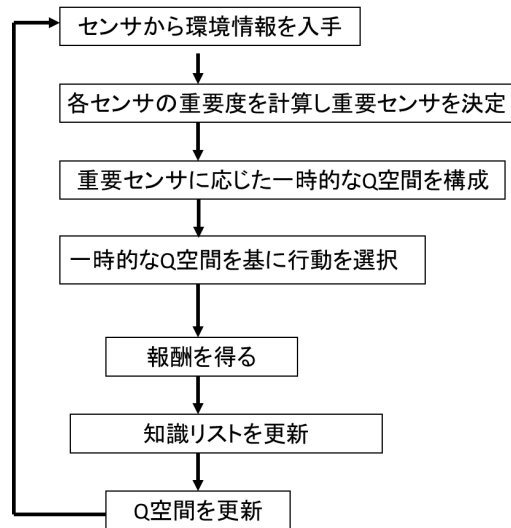 センサから環境情報を入手
各センサの重要度を計算し重要センサを決定
重要センサに応じた一時的なQ空間を構成
一時的なQ空間を基に行動を選択
報酬を得る
知識リストを更新
Q空間を更新